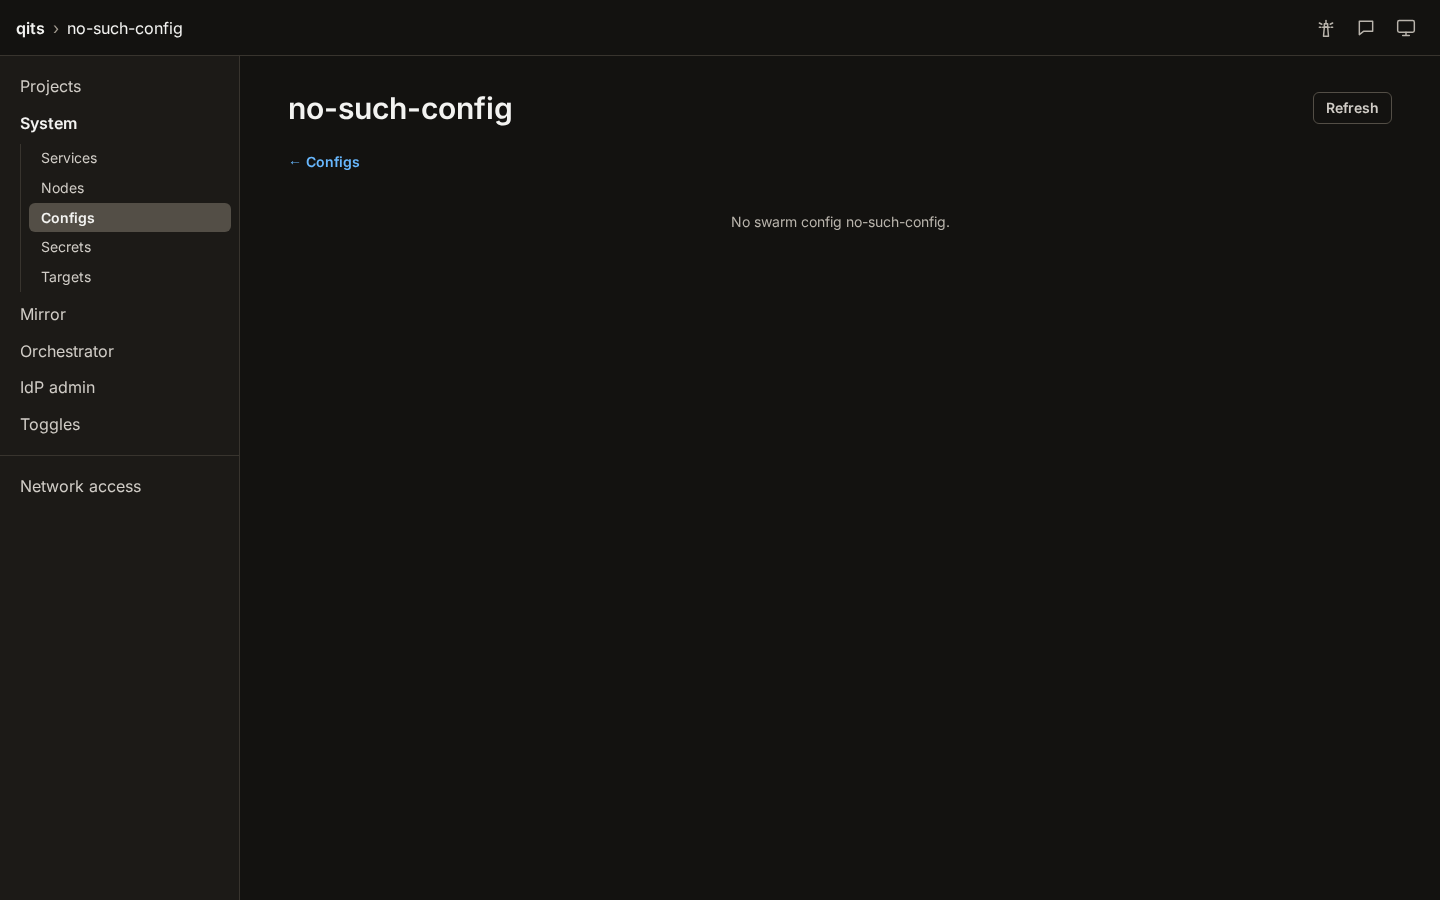 qits › no-such-config
Projects
System
Services
Nodes
Configs
Secrets
Targets
Mirror
Orchestrator
IdP admin
Toggles
Network access
no-such-config
Refresh
← Configs
No swarm config no-such-config.